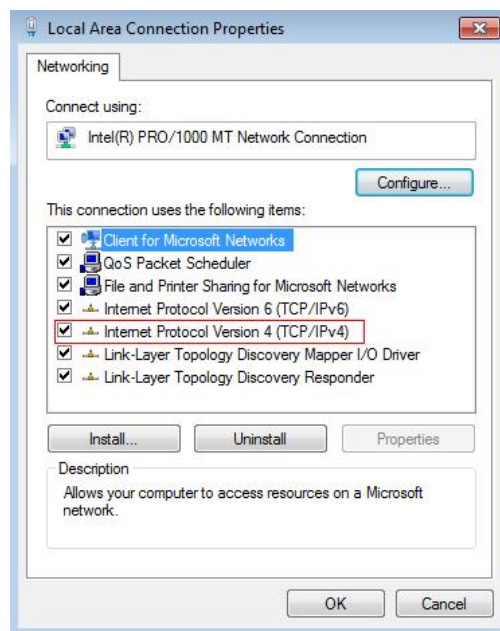 Local Area Connection Properties
Networking
Connect using:
Intel(R) PRO/1000 MT Network Connection
Configure...
This connection uses the following items:
Client for Microsoft Networks
QoS Packet Scheduler
File and Printer Sharing for Microsoft Networks
Internet Protocol Version 6 (TCP/IPv6)
Internet Protocol Version 4 (TCP/IPv4)
Link-Layer Topology Discovery Mapper I/O Driver
Link-Layer Topology Discovery Responder
Install...
Uninstall
Properties
Description
Allows your computer to access resources on a Microsoft
network.
OK
Cancel